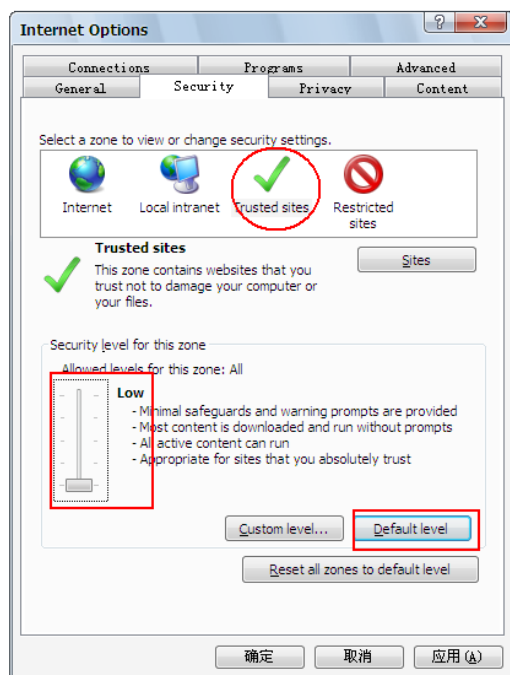 Internet Options
Connections Programs Advanced
General Security Privacy Content
Select a zone to view or change security settings.
Internet Local intranet Trusted sites Restricted sites
Trusted sites
Sites
This zone contains websites that you
trust not to damage your computer or
your files.
Security level for this zone
Allowed levels for this zone: All
Low
- Minimal safeguards and warning prompts are provided
- Most content is downloaded and run without prompts
- All active content can run
- Appropriate for sites that you absolutely trust
Custom level... Default level
Reset all zones to default level
确定 取消 应用(A)